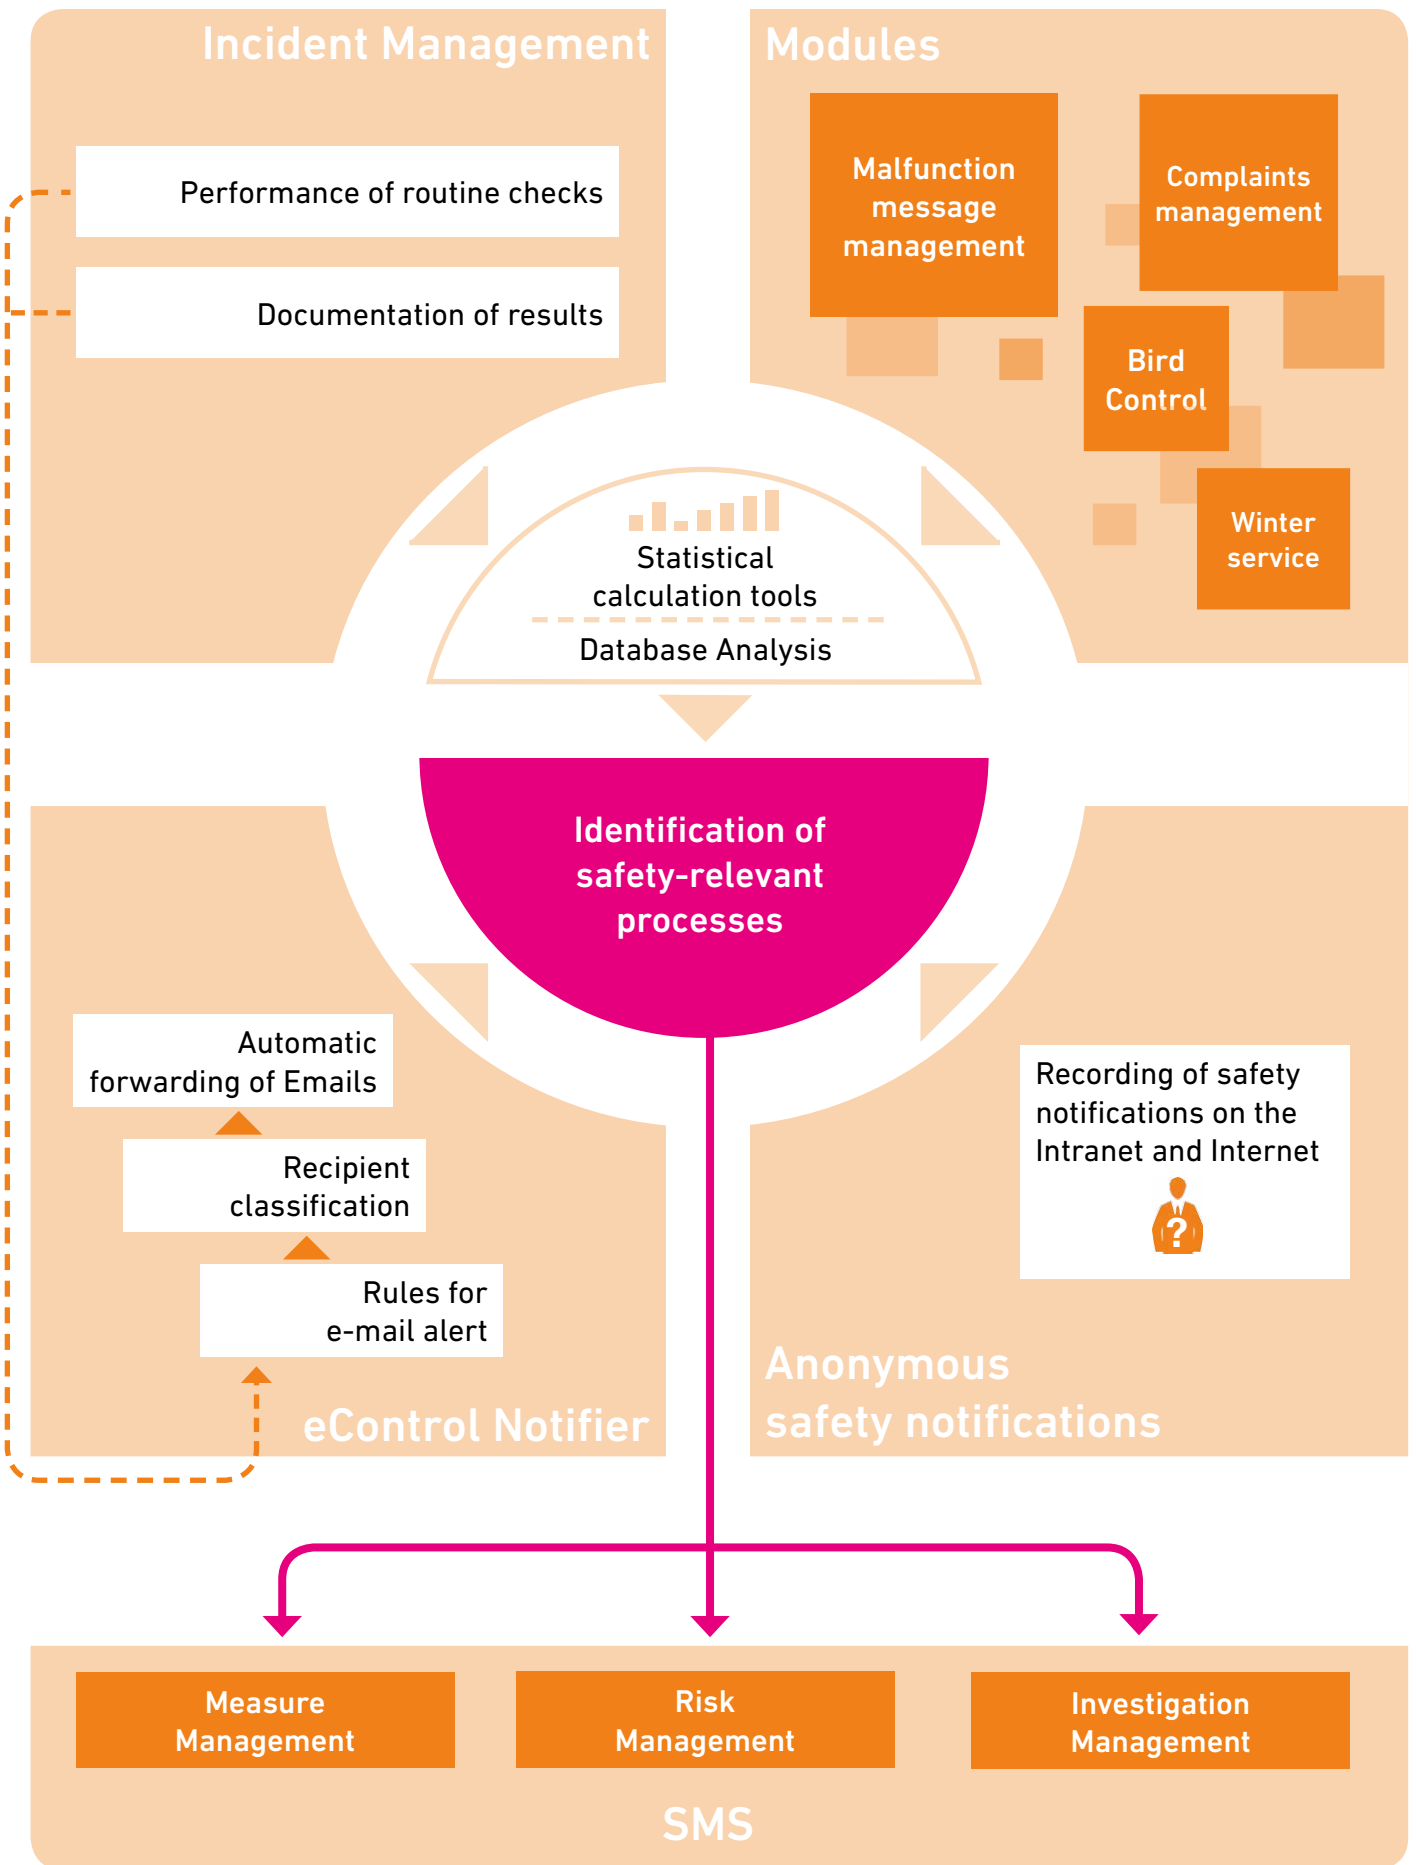 Incident Management
Performance of routine checks
Documentation of results
Modules
Malfunction
message
management
Complaints
management
Bird
Control
Winter
service
Statistical
calculation tools
Database Analysis
Identification of
safety-relevant
processes
Automatic
forwarding of Emails
Recipient
classification
Rules for
e-mail alert
eControl Notifier
Recording of safety
notifications on the
Intranet and Internet
?
Anonymous
safety notifications
Measure
Management
Risk
Management
Investigation
Management
SMS